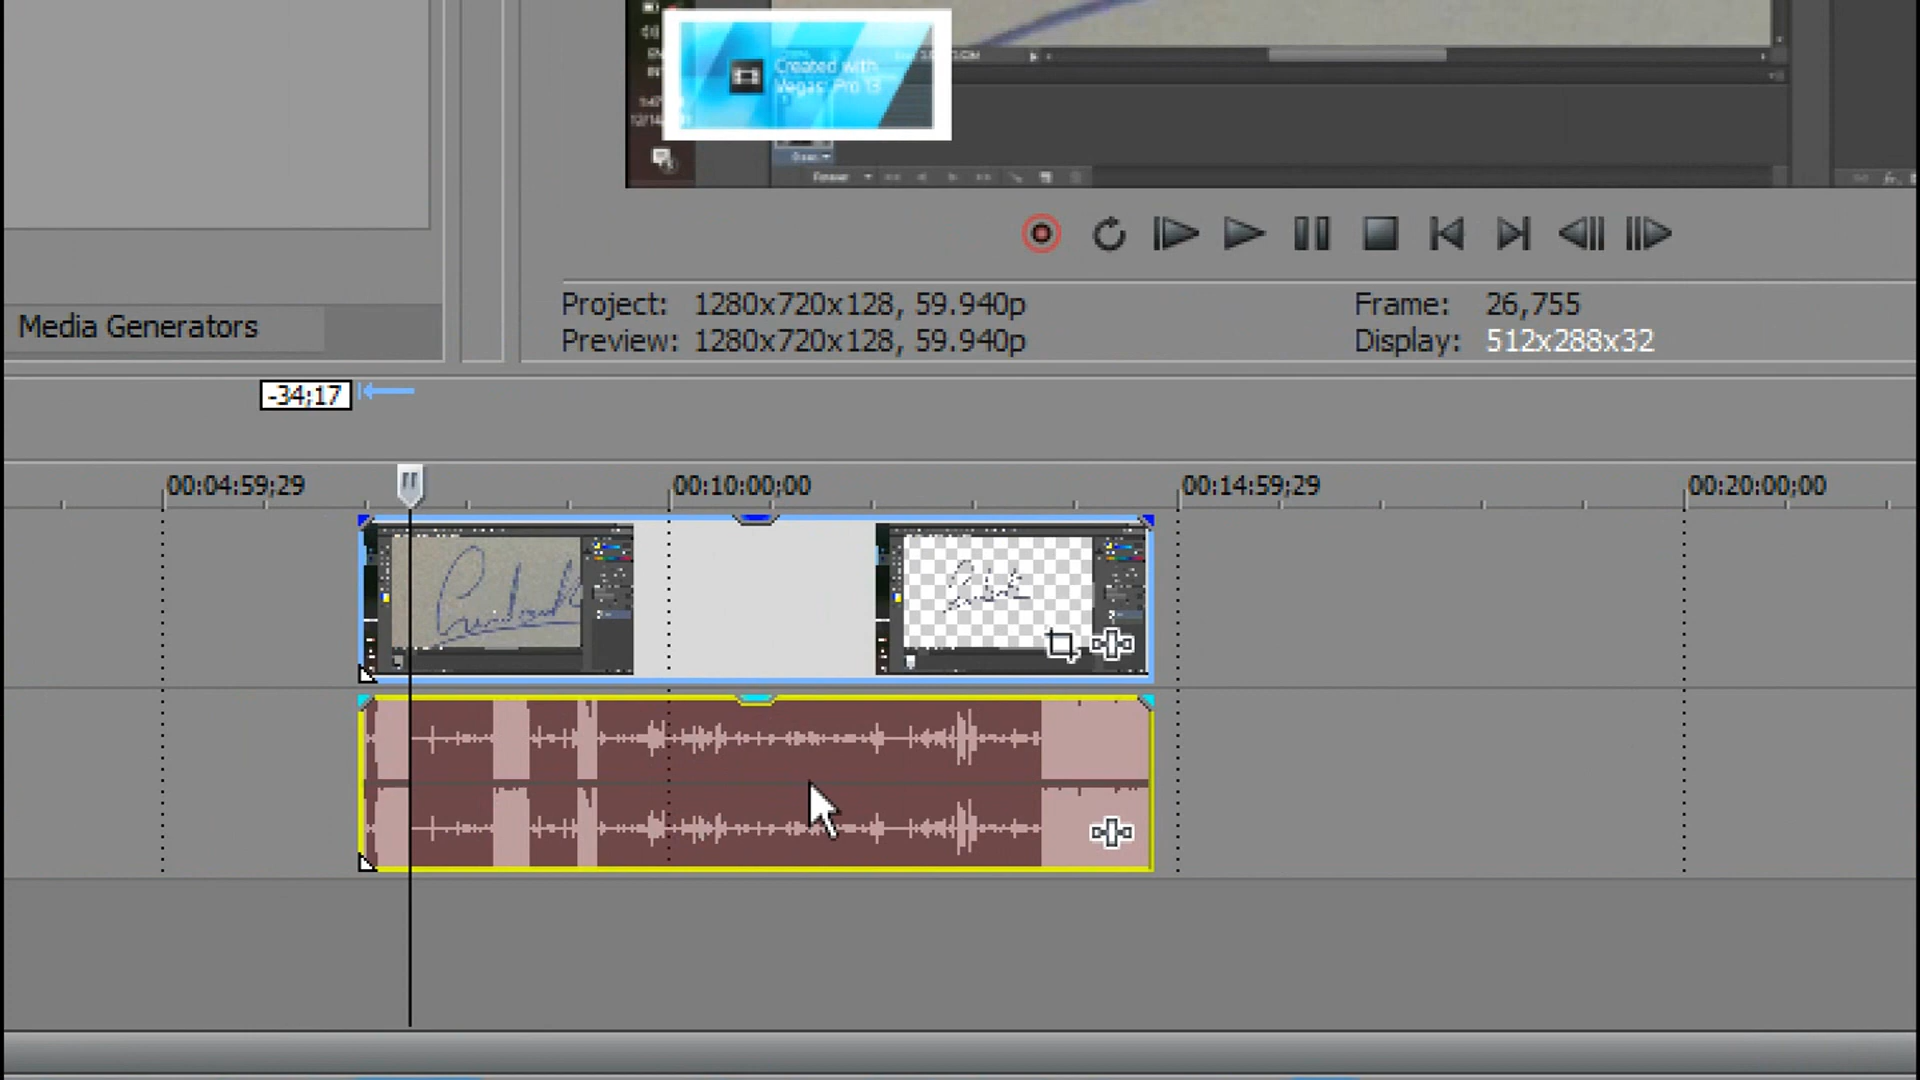 Created with
Vegas Pro 13
Media Generators
Project: 1280x720x128, 59.940p
Preview: 1280x720x128, 59.940p
Frame: 26,755
Display: 512x288x32
-34;17
00:04:59;29
00:10:00;00
00:14:59;29
00:20:00;00